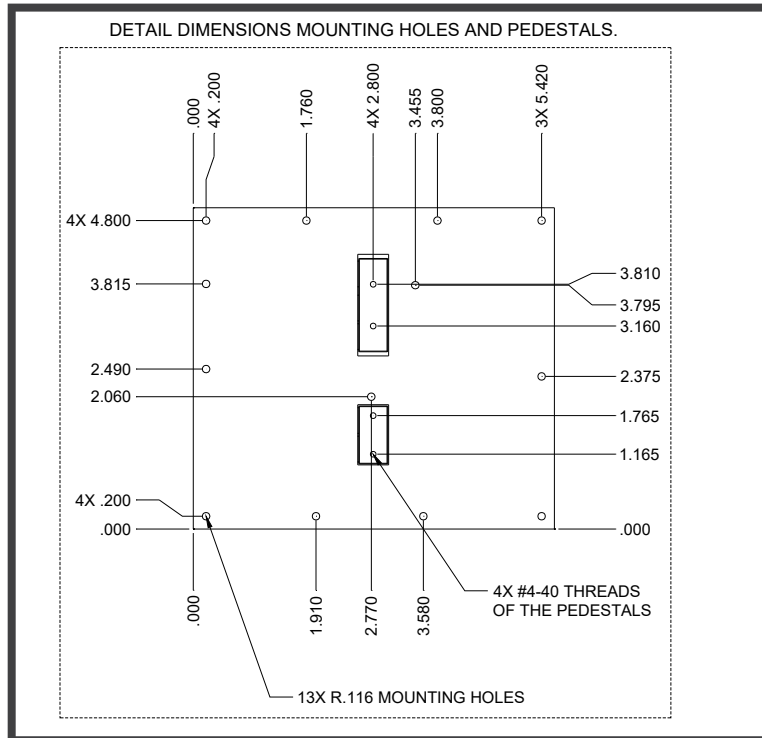 DETAIL DIMENSIONS MOUNTING HOLES AND PEDESTALS.
.000
4X .200
1.760
4X 2.800
3.455
3.800
3X 5.420
4X 4.800
3.815
2.490
2.060
4X .200
.000
3.810
3.795
3.160
2.375
1.765
1.165
.000
.000
1.910
2.770
3.580
4X #4-40 THREADS
OF THE PEDESTALS
13X R.116 MOUNTING HOLES